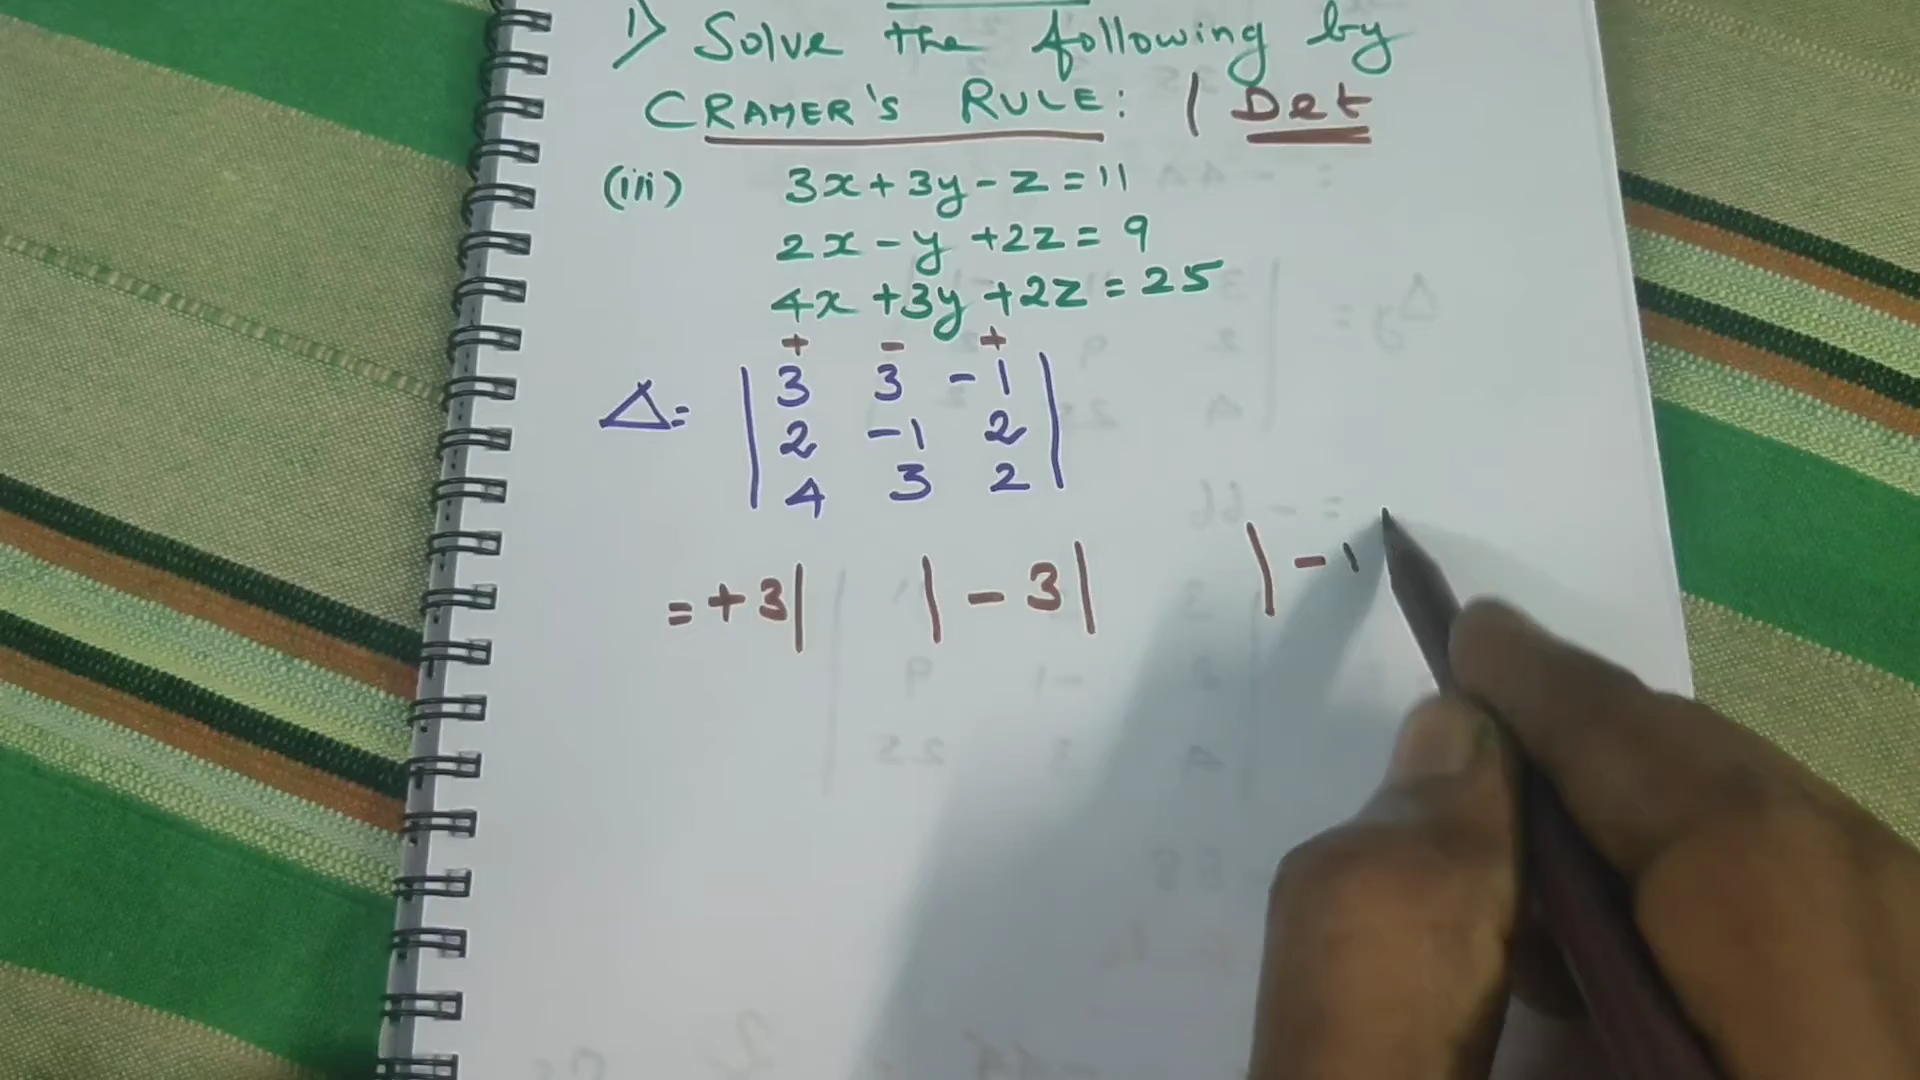 1) Solve the following by
CRAMER'S RULE: | Det
(iii) 3x+3y-z=11
2x-y+2z=9
4x+3y+2z=25
+ - +
Δ= | 3 3 -1 |
| 2 -1 2 |
| 4 3 2 |
= +3| | - 3| | -1